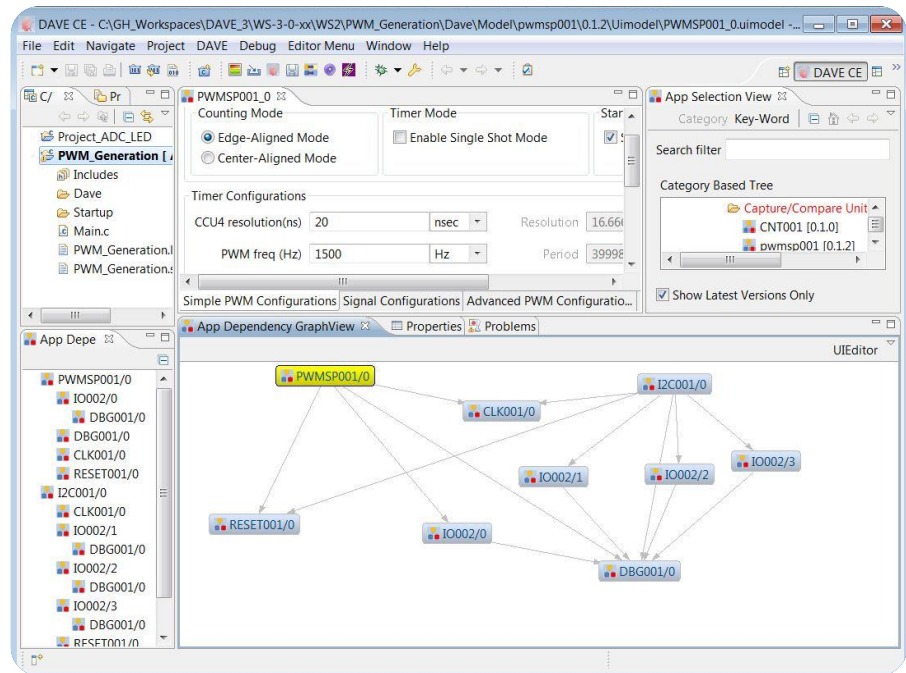 DAVE CE - C:\GH_Workspaces\DAVE_3\WS-3-0-xx\WS2\PWM_Generation\Dave\Model\pwmsp001\0.1.2\Uimodel\PWMSP001_0.uimodel -...
File Edit Navigate Project DAVE Debug Editor Menu Window Help
DAVE CE
C/ Pr
Project_ADC_LED
PWM_Generation [
Includes
Dave
Startup
Main.c
PWM_Generation.l
PWM_Generation.s
PWMSP001_0
Counting Mode
Edge-Aligned Mode
Center-Aligned Mode
Timer Mode
Enable Single Shot Mode
Star
Timer Configurations
CCU4 resolution(ns) 20 nsec Resolution 16.666
PWM freq (Hz) 1500 Hz Period 39998
Simple PWM Configurations Signal Configurations Advanced PWM Configuratio...
App Selection View
Category Key-Word
Search filter
Category Based Tree
Capture/Compare Unit
CNT001 [0.1.0]
pwmsp001 [0.1.2]
Show Latest Versions Only
App Depe
PWMSP001/0
IO002/0
DBG001/0
DBG001/0
CLK001/0
RESET001/0
I2C001/0
CLK001/0
IO002/1
DBG001/0
IO002/2
DBG001/0
IO002/3
DBG001/0
RESET001/0
App Dependency GraphView Properties Problems
UIEditor
PWMSP001/0
I2C001/0
CLK001/0
IO002/3
IO002/1
IO002/2
RESET001/0
IO002/0
DBG001/0